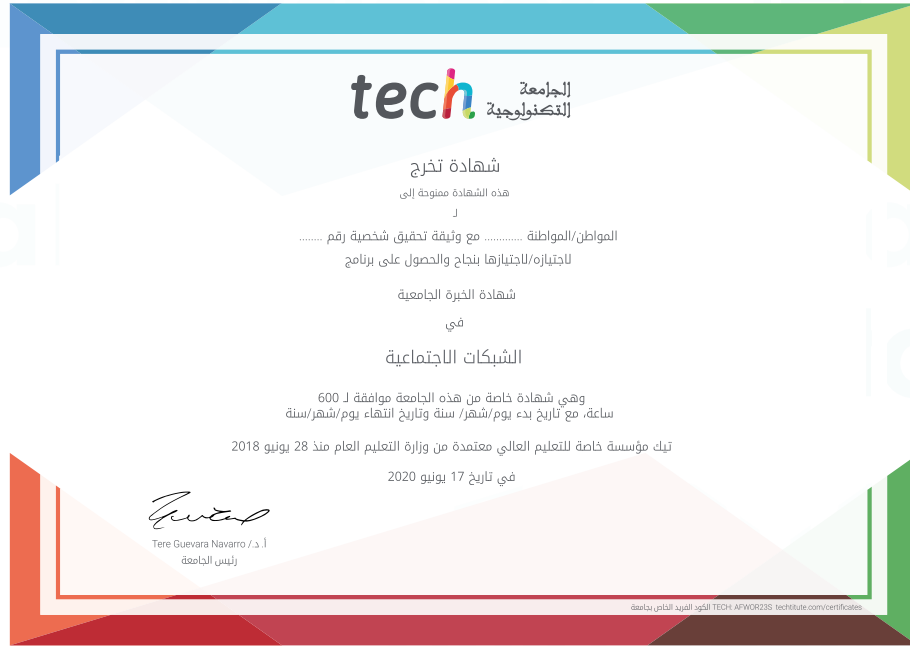 tech الجامعة
التكنولوجية
شهادة تخرج
هذه الشهادة ممنوحة إلى
لـ
المواطن/المواطنة ............. مع وثيقة تحقيق شخصية رقم ........
لاجتيازه/لاجتيازها بنجاح والحصول على برنامج
شهادة الخبرة الجامعية
في
الشبكات الاجتماعية
وهي شهادة خاصة من هذه الجامعة موافقة لـ 600
ساعة، مع تاريخ بدء يوم/شهر/ سنة وتاريخ انتهاء يوم/شهر/سنة
تيك مؤسسة خاصة للتعليم العالي معتمدة من وزارة التعليم العام منذ 28 يونيو 2018
في تاريخ 17 يونيو 2020
أ. د./ Tere Guevara Navarro
رئيس الجامعة
الكود الفريد الخاص بجامعة TECH: AFWOR23S techtitute.com/certificates